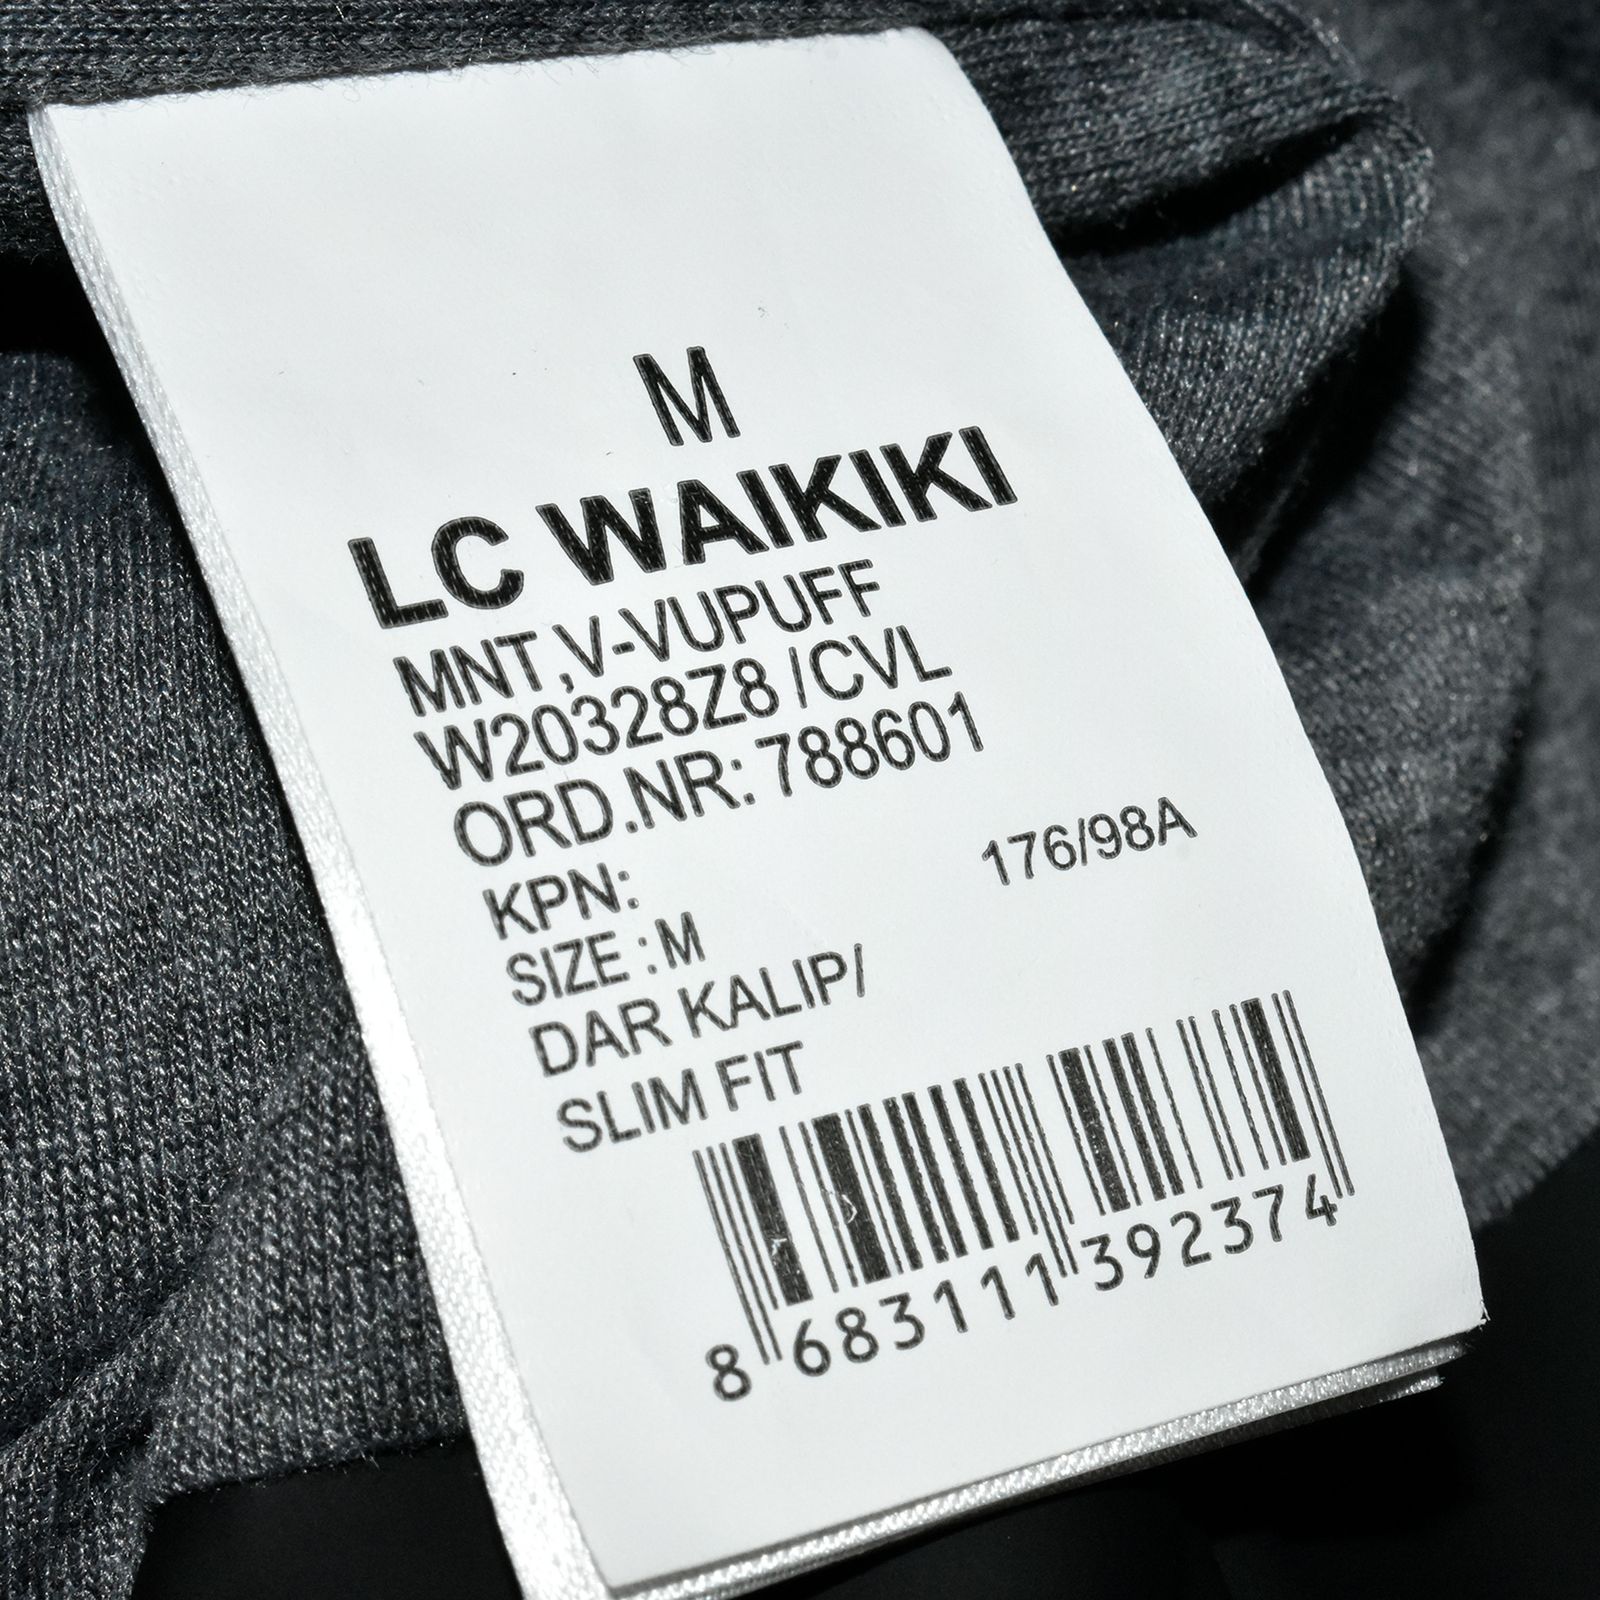 M
LC WAIKIKI
MNT,V-VUPUFF
W20328Z8 /CVL
ORD.NR: 788601
KPN:
176/98A
SIZE : M
DAR KALIP/
SLIM FIT
8 683111 392374